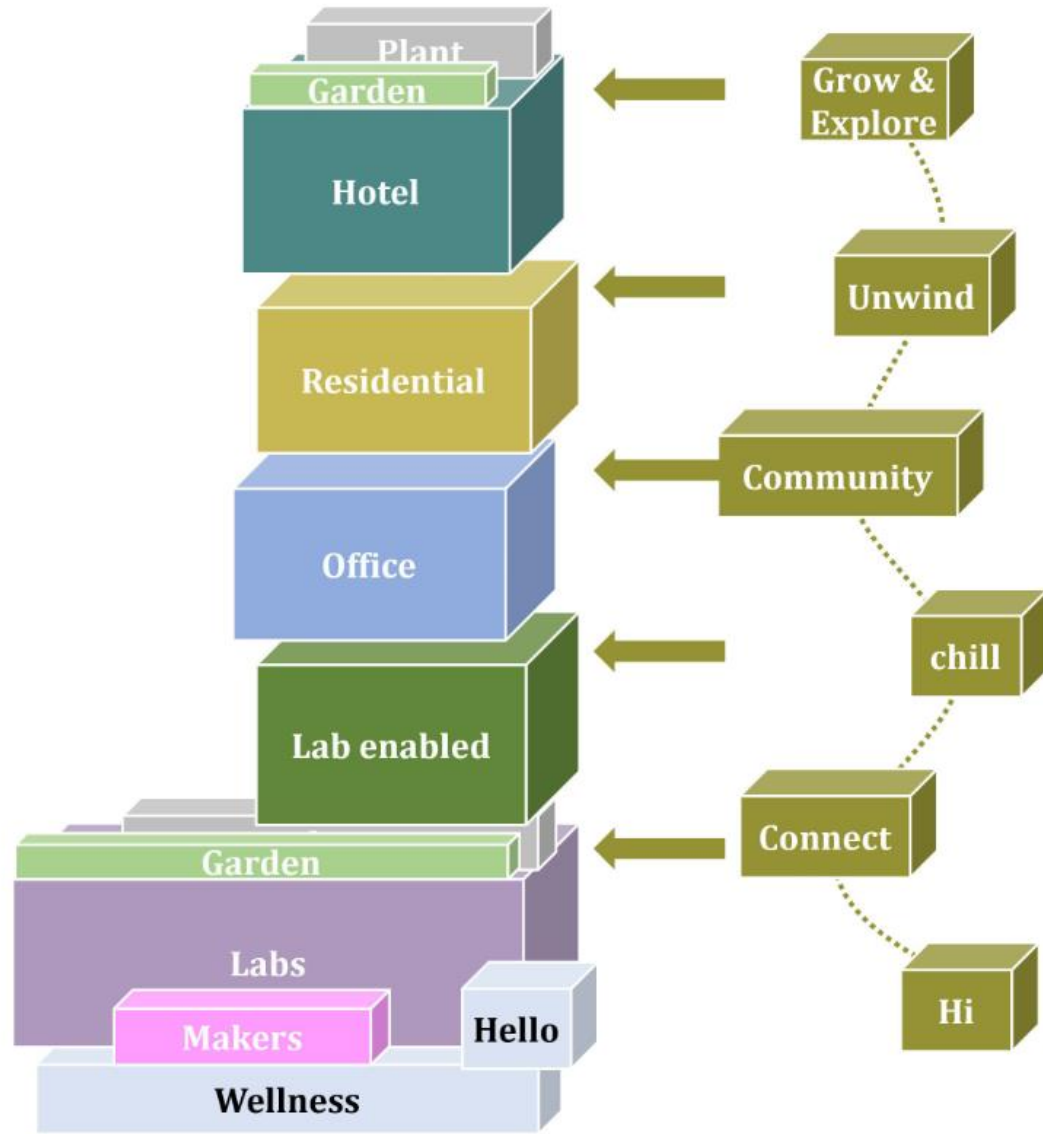 Plant
Garden
Hotel
Residential
Office
Lab enabled
Garden
Labs
Makers
Hello
Wellness
Grow &
Explore
Unwind
Community
chill
Connect
Hi